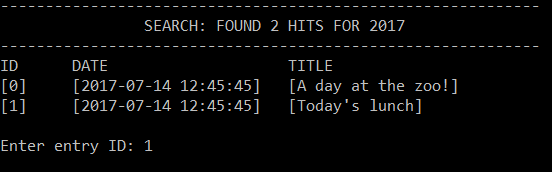 ------------------------------------------------------------
SEARCH: FOUND 2 HITS FOR 2017
------------------------------------------------------------
ID      DATE                    TITLE
[0]     [2017-07-14 12:45:45]   [A day at the zoo!]
[1]     [2017-07-14 12:45:45]   [Today's lunch]
Enter entry ID: 1